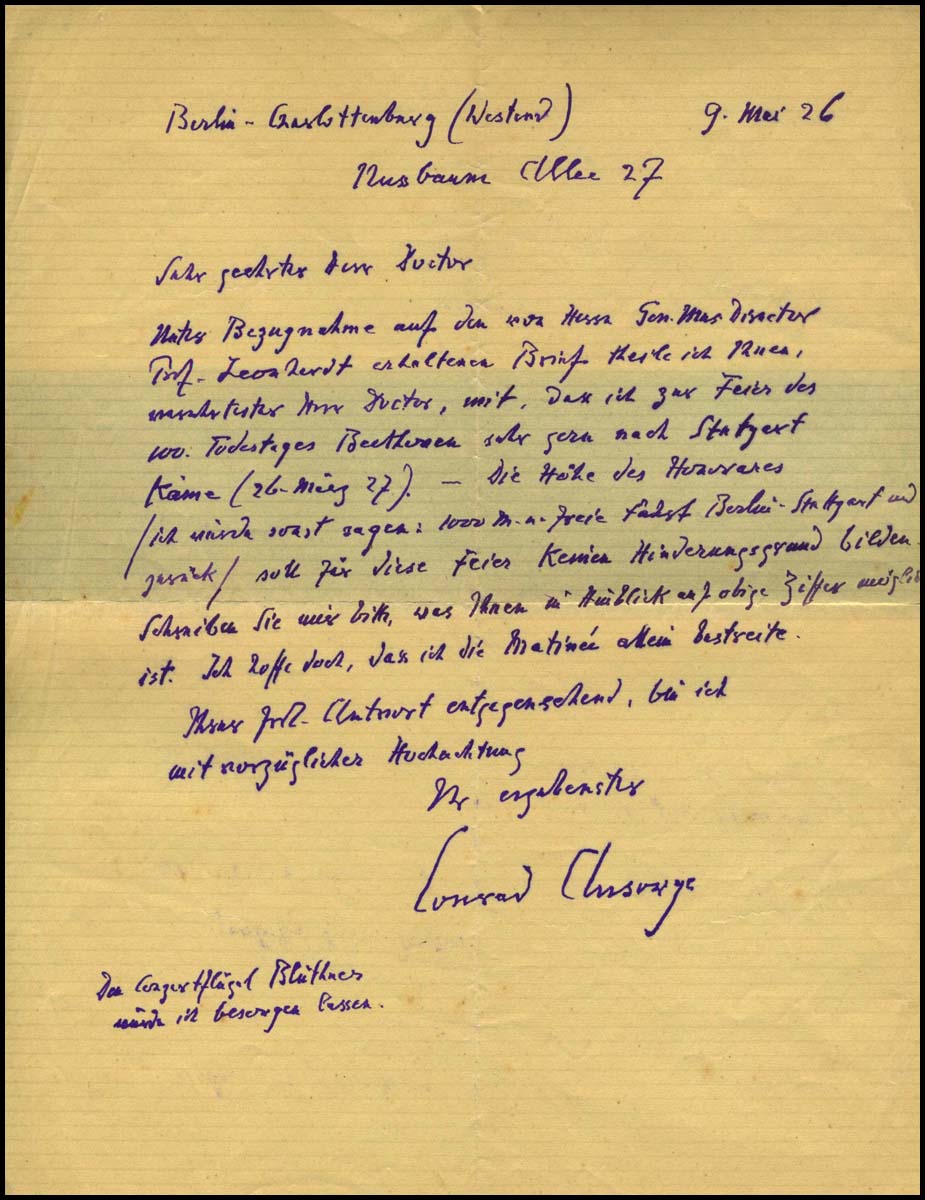 Berlin-Charlottenburg (Westend) 9. Mai 26
Nussbaum Allee 27
Sehr geehrter Herr Doctor
Unter Bezugnahme auf den von Herrn Gen. Mus Director
Prof. Leonhardt erhaltenen Brief theile ich Ihnen,
verehrtester Herr Doctor, mit, dass ich zur Feier des
100. Todestages Beethoven sehr gern nach Stuttgart
käme (26. März 27). — Die Höhe des Honorares
/ich würde sonst sagen: 1000 M. u. freie Fahrt Berlin-Stuttgart und
zurück/ soll für diese Feier keinen Hinderungsgrund bilden.
Schreiben Sie mir bitte, was Ihnen in Hinblick auf obige Ziffer möglich
ist. Ich hoffe doch, dass ich die Matinée allein bestreite.
Ihrer frdl. Antwort entgegensehend, bin ich
mit vorzüglicher Hochachtung
Ihr ergebenster
Conrad Ansorge
Den Conzertflügel Blüthner
würde ich besorgen lassen.